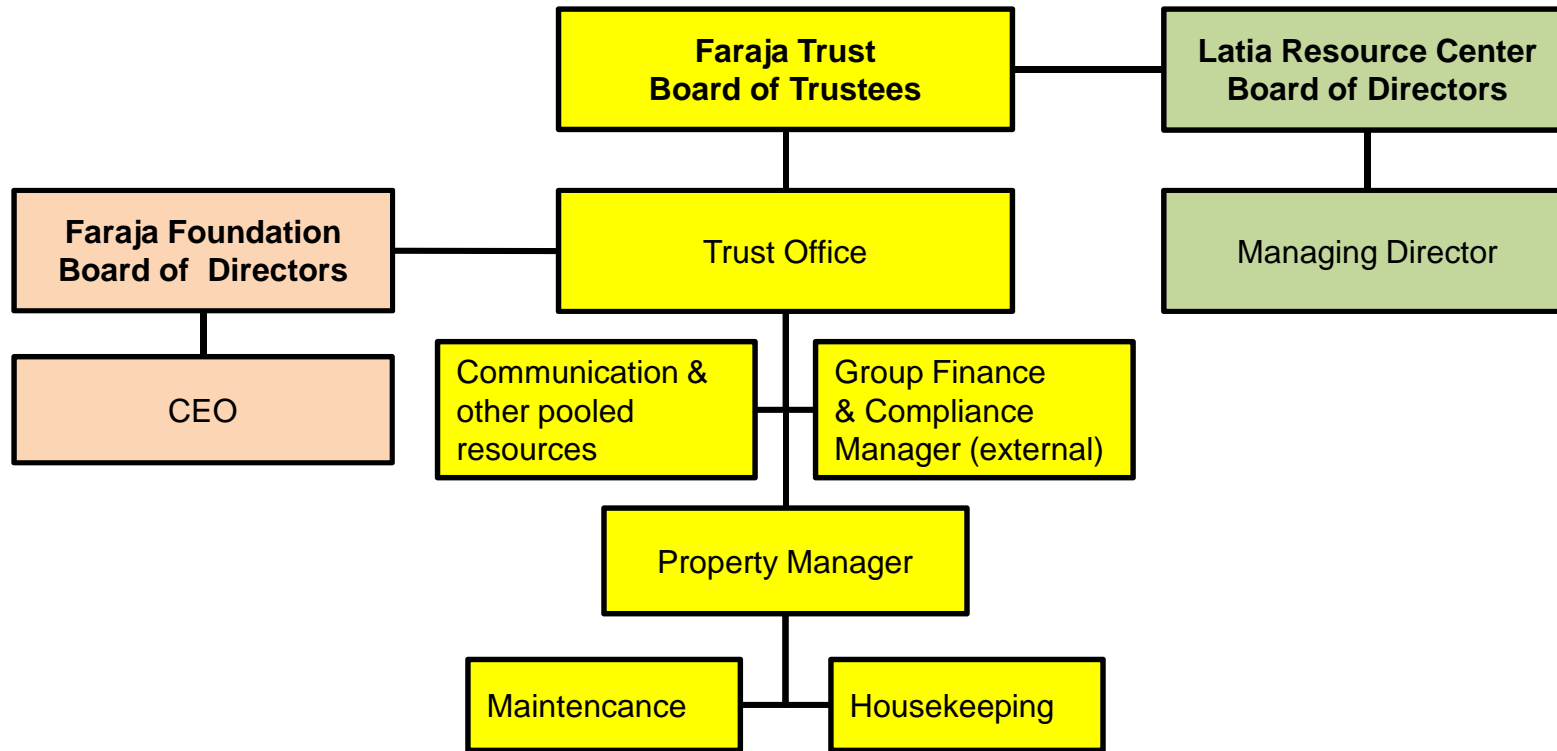 Faraja Trust
Board of Trustees
Latia Resource Center
Board of Directors
Faraja Foundation
Board of  Directors
Trust Office
Managing Director
CEO
Communication &
other pooled
resources
Group Finance
& Compliance
Manager (external)
Property Manager
Maintencance
Housekeeping